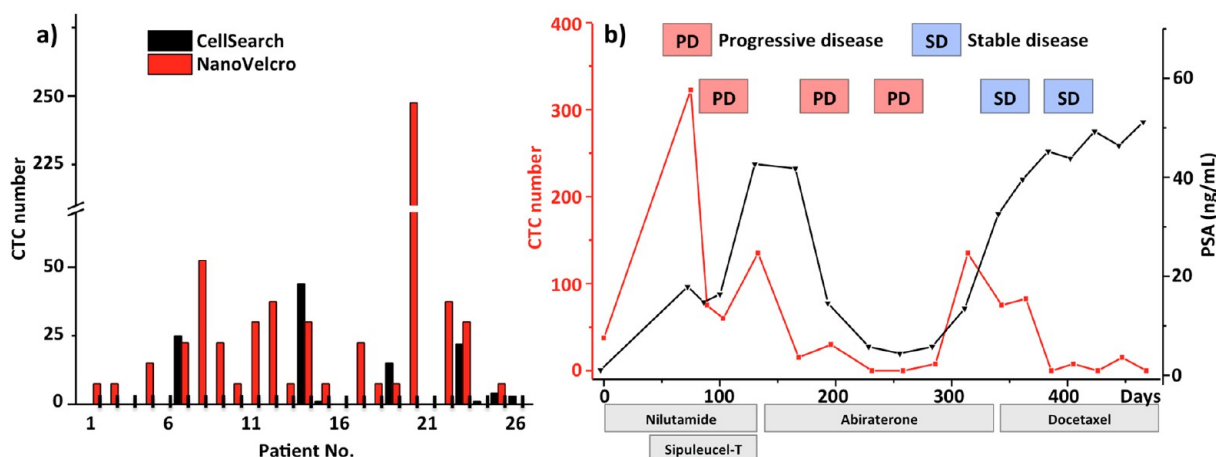 a)
CellSearch
NanoVelcro
CTC number
250
225
50
25
0
1 6 11 16 21 26
Patient No.
b)
PD Progressive disease SD Stable disease
PD PD PD SD SD
CTC number
400
300
200
100
0
PSA (ng/mL)
60
40
20
0
0 100 200 300 400 Days
Nilutamide Abiraterone Docetaxel
Sipuleucel-T